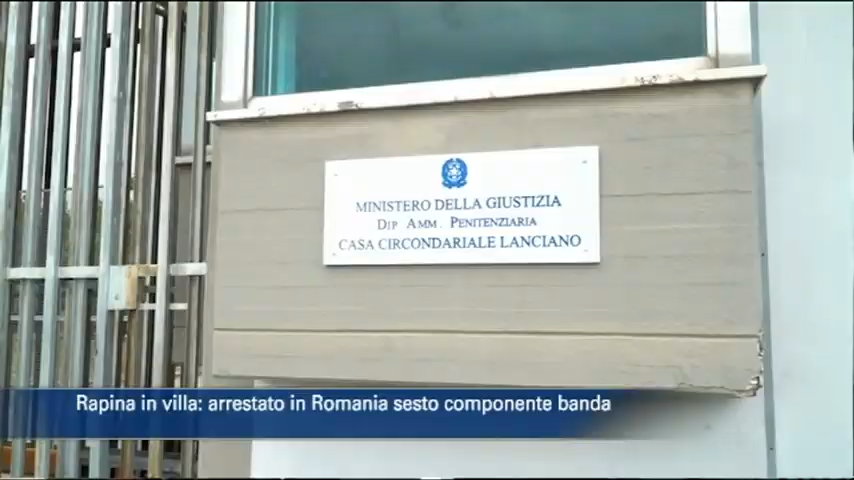 MINISTERO DELLA GIUSTIZIA
DIP AMM. PENITENZIARIA
CASA CIRCONDARIALE LANCIANO
Rapina in villa: arrestato in Romania sesto componente banda